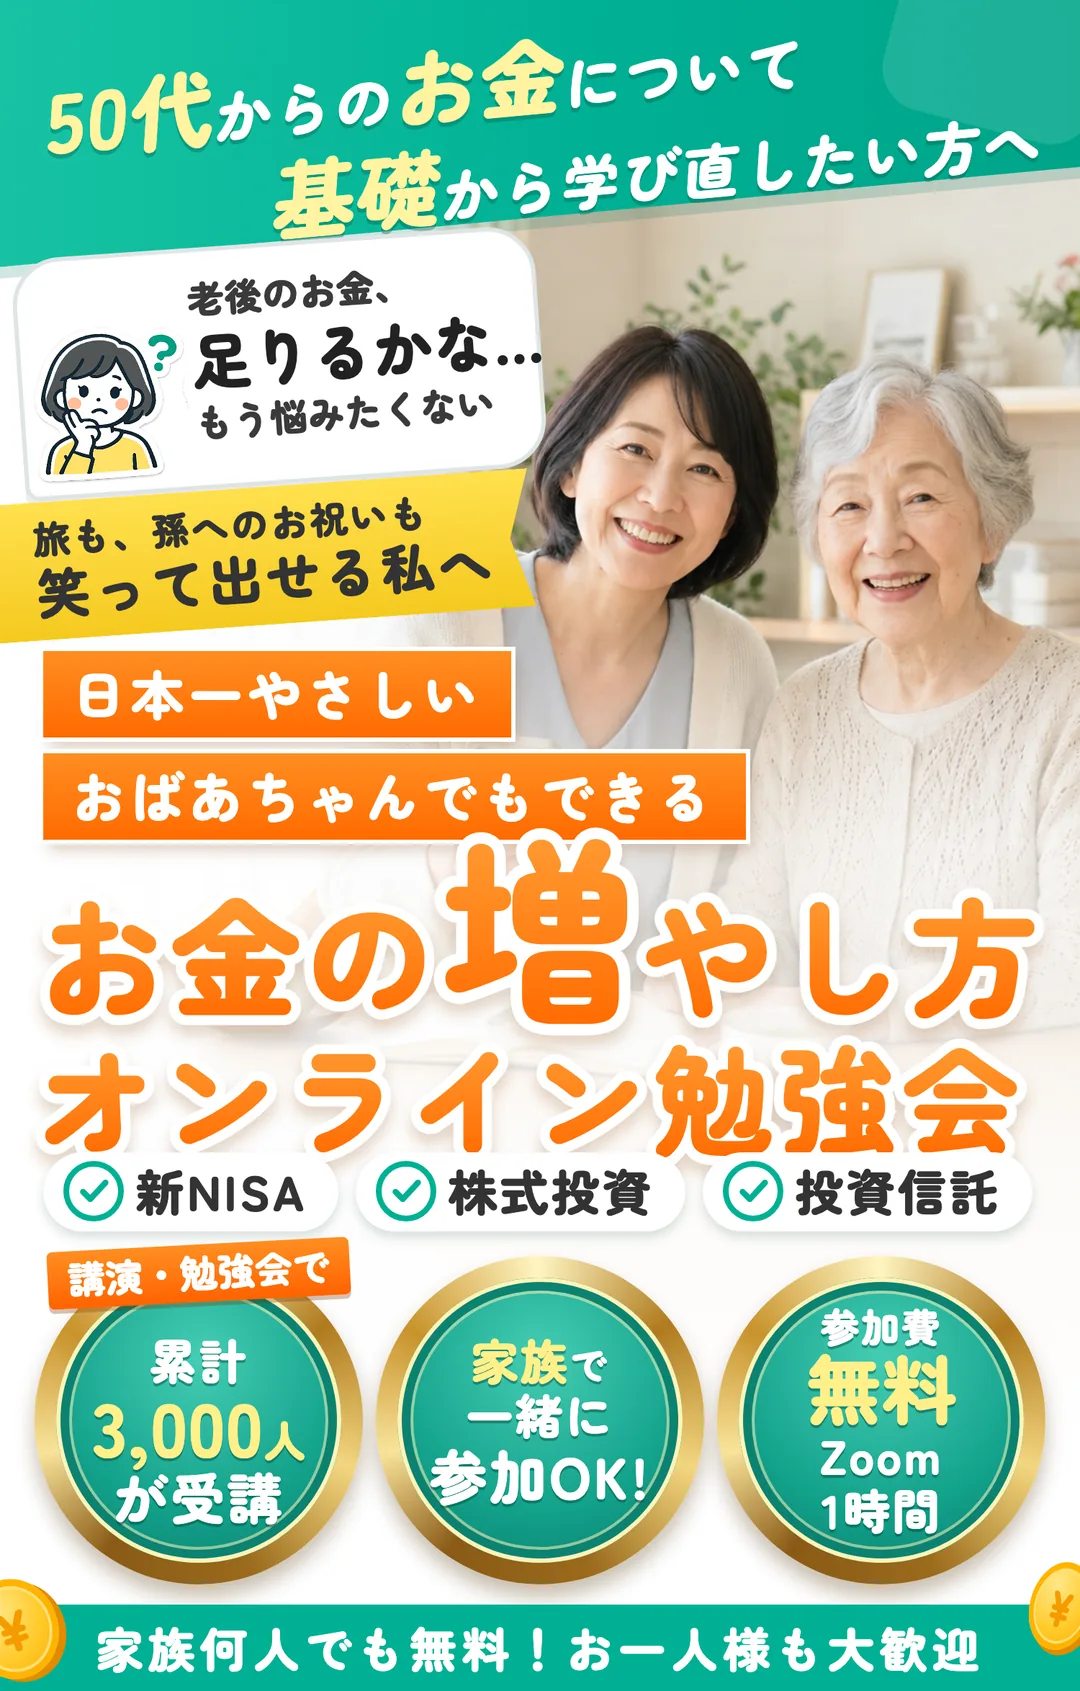 50代からのお金について
基礎から学び直したい方へ
老後のお金、
足りるかな...
もう悩みたくない
?
旅も、孫へのお祝いも
笑って出せる私へ
日本一やさしい
おばあちゃんでもできる
お金の増やし方
オンライン勉強会
新NISA
株式投資
投資信託
講演・勉強会で
累計
3,000人
が受講
家族で
一緒に
参加OK!
参加費
無料
Zoom
1時間
¥
¥
家族何人でも無料！お一人様も大歓迎